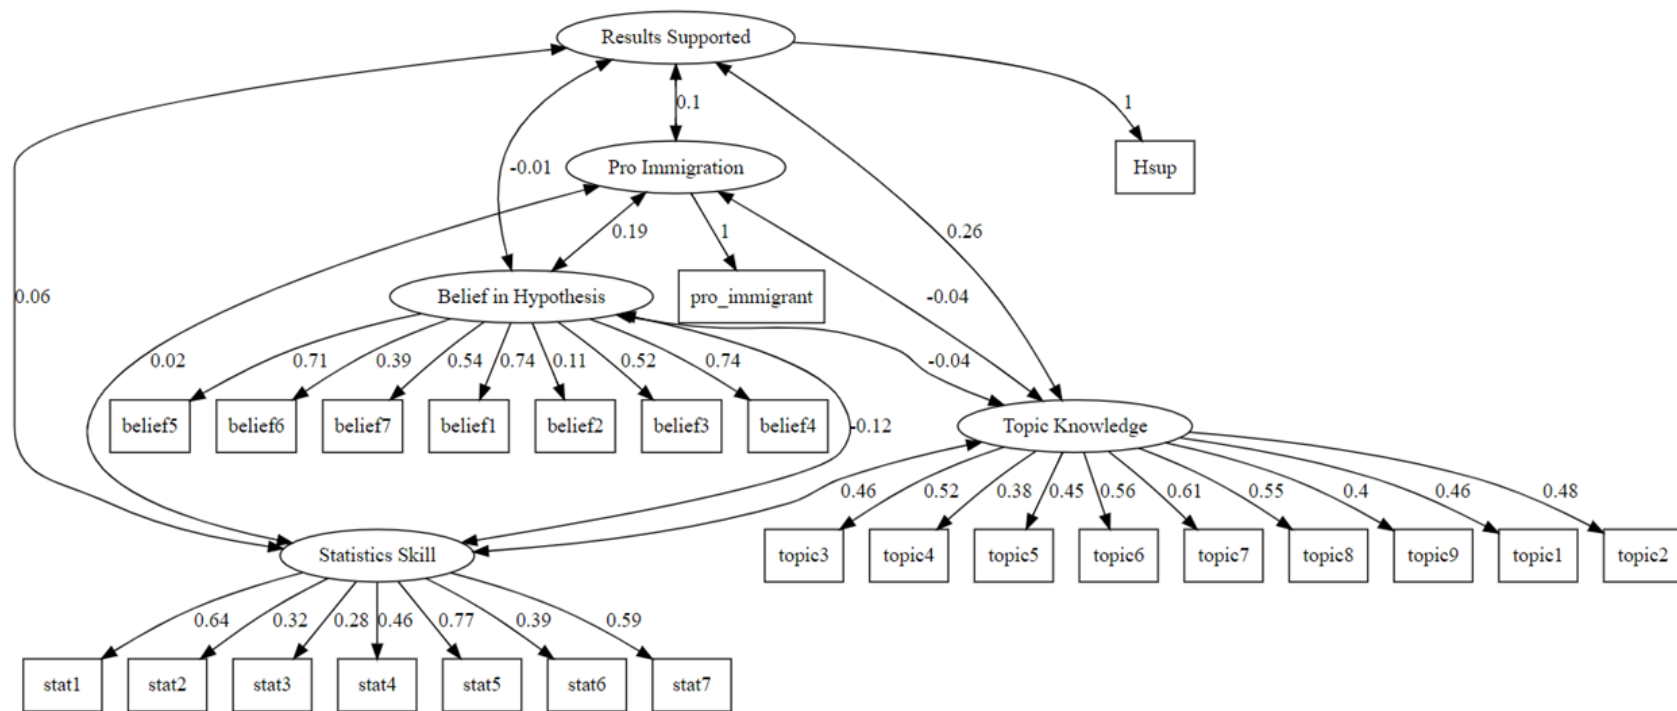 Results Supported
0.1
1
Pro Immigration
Hsup
-0.01
0.19
1
0.26
0.06
Belief in Hypothesis
pro_immigrant
-0.04
0.02
0.71
0.39
0.54
0.74
0.11
0.52
0.74
-0.04
belief5
belief6
belief7
belief1
belief2
belief3
belief4
-0.12
Topic Knowledge
0.46
0.52
0.38
0.45
0.56
0.61
0.55
0.4
0.46
0.48
Statistics Skill
topic3
topic4
topic5
topic6
topic7
topic8
topic9
topic1
topic2
0.64
0.32
0.28
0.46
0.77
0.39
0.59
stat1
stat2
stat3
stat4
stat5
stat6
stat7